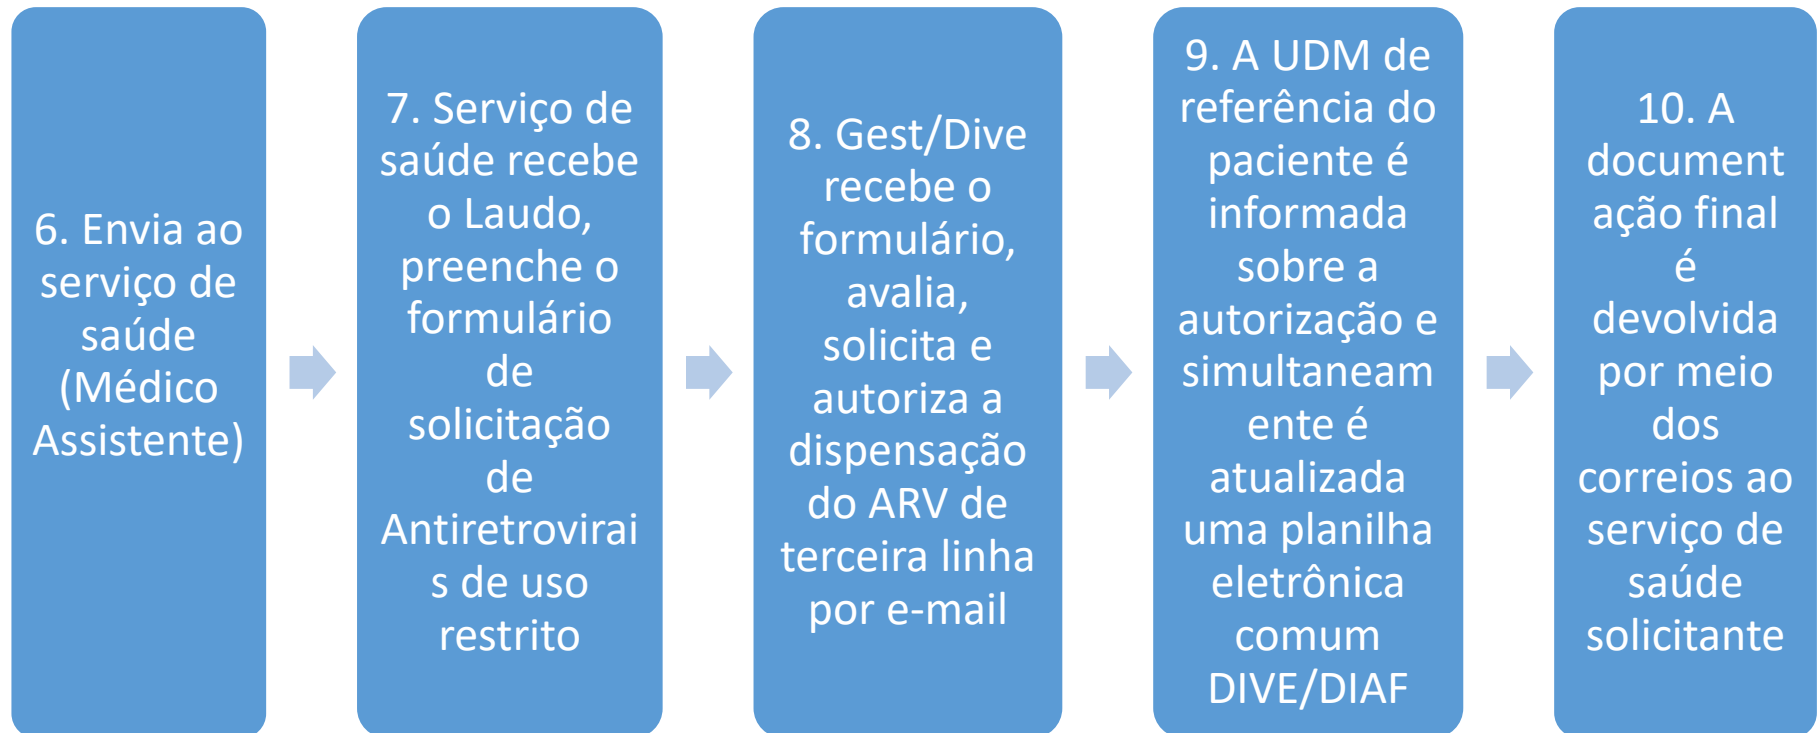 6. Envia ao
serviço de
saúde
(Médico
Assistente)
7. Serviço de
saúde recebe
o Laudo,
preenche o
formulário
de
solicitação
de
Antiretrovirai
s de uso
restrito
8. Gest/Dive
recebe o
formulário,
avalia,
solicita e
autoriza a
dispensação
do ARV de
terceira linha
por e-mail
9. A UDM de
referência do
paciente é
informada
sobre a
autorização e
simultaneam
ente é
atualizada
uma planilha
eletrônica
comum
DIVE/DIAF
10. A
document
ação final
é
devolvida
por meio
dos
correios ao
serviço de
saúde
solicitante